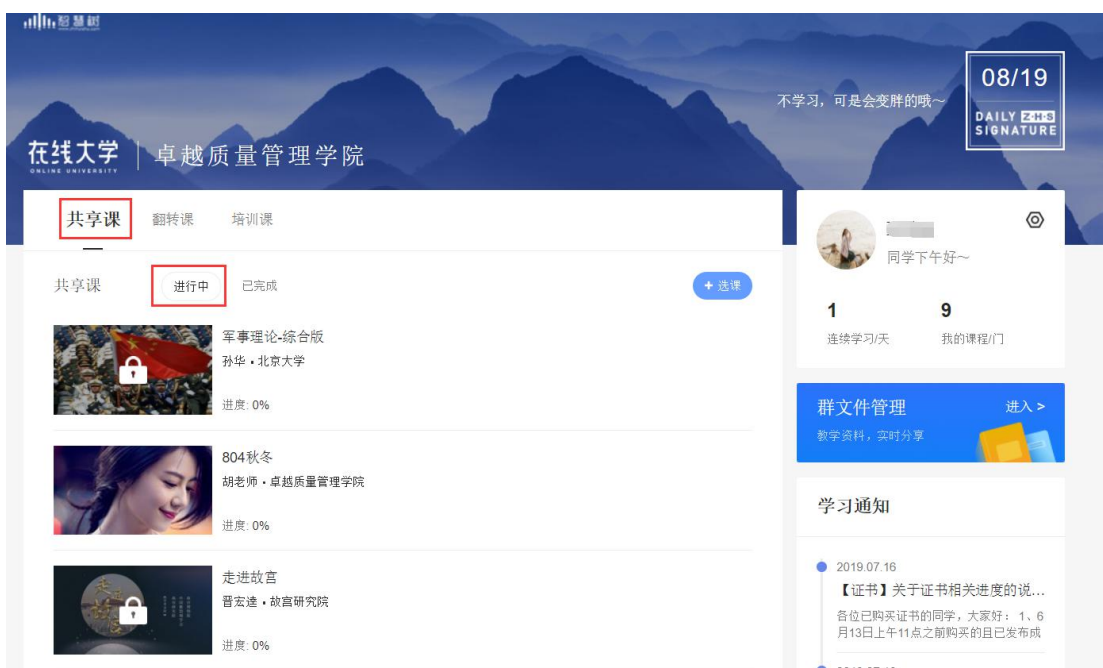 智慧树
不学习，可是会变胖的哦～
08/19
DAILY Z·H·S
SIGNATURE
在线大学
ONLINE UNIVERSITY
卓越质量管理学院
共享课
翻转课
培训课
同学下午好～
共享课
进行中
已完成
+ 选课
1
9
连续学习/天
我的课程/门
军事理论-综合版
孙华 • 北京大学
进度: 0%
群文件管理
进入 >
教学资料，实时分享
804秋冬
胡老师 • 卓越质量管理学院
进度: 0%
学习通知
2019.07.16
【证书】关于证书相关进度的说...
各位已购买证书的同学，大家好： 1、6
月13日上午11点之前购买的且已发布成
走进故宫
晋宏逵 • 故宫研究院
进度: 0%